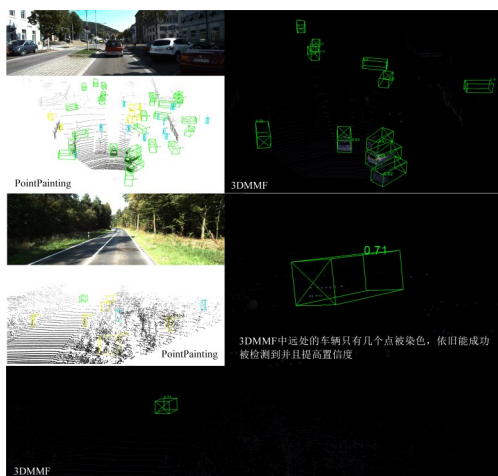 PointPainting
3DMMF
0.71
PointPainting
3DMMF中远处的车辆只有几个点被染色，依旧能成功
被检测到并且提高置信度
3DMMF